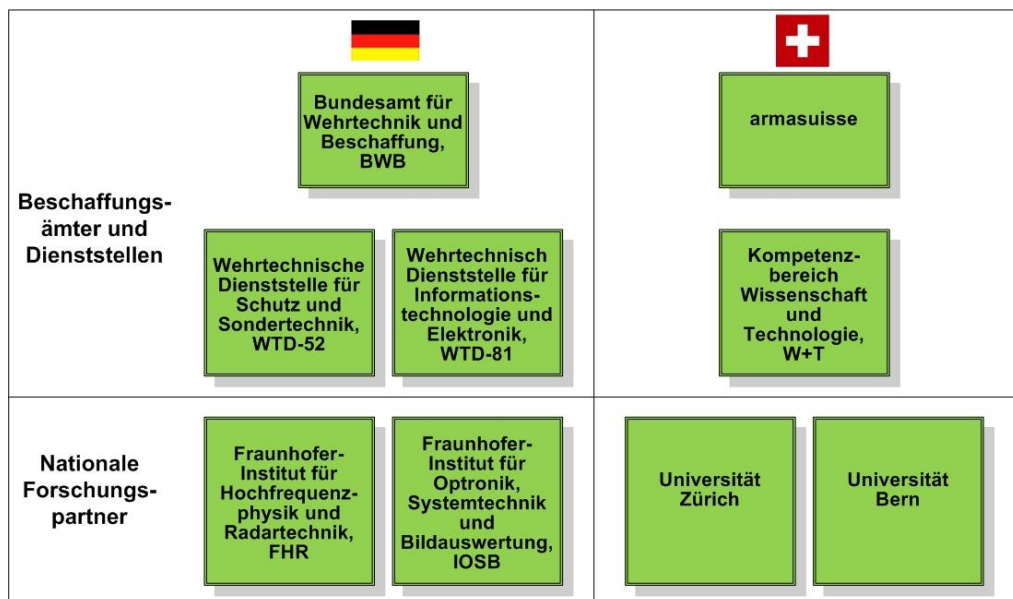 Bundesamt für
Wehrtechnik und
Beschaffung,
BWB
armasuisse
Beschaffungs-
ämter und
Dienststellen
Wehrtechnische
Dienststelle für
Schutz und
Sondertechnik,
WTD-52
Wehrtechnisch
Dienststelle für
Informations-
technologie und
Elektronik,
WTD-81
Kompetenz-
bereich
Wissenschaft
und
Technologie,
W+T
Nationale
Forschungs-
partner
Fraunhofer-
Institut für
Hochfrequenz-
physik und
Radartechnik,
FHR
Fraunhofer-
Institut für
Optronik,
Systemtechnik
und
Bildauswertung,
IOSB
Universität
Zürich
Universität
Bern